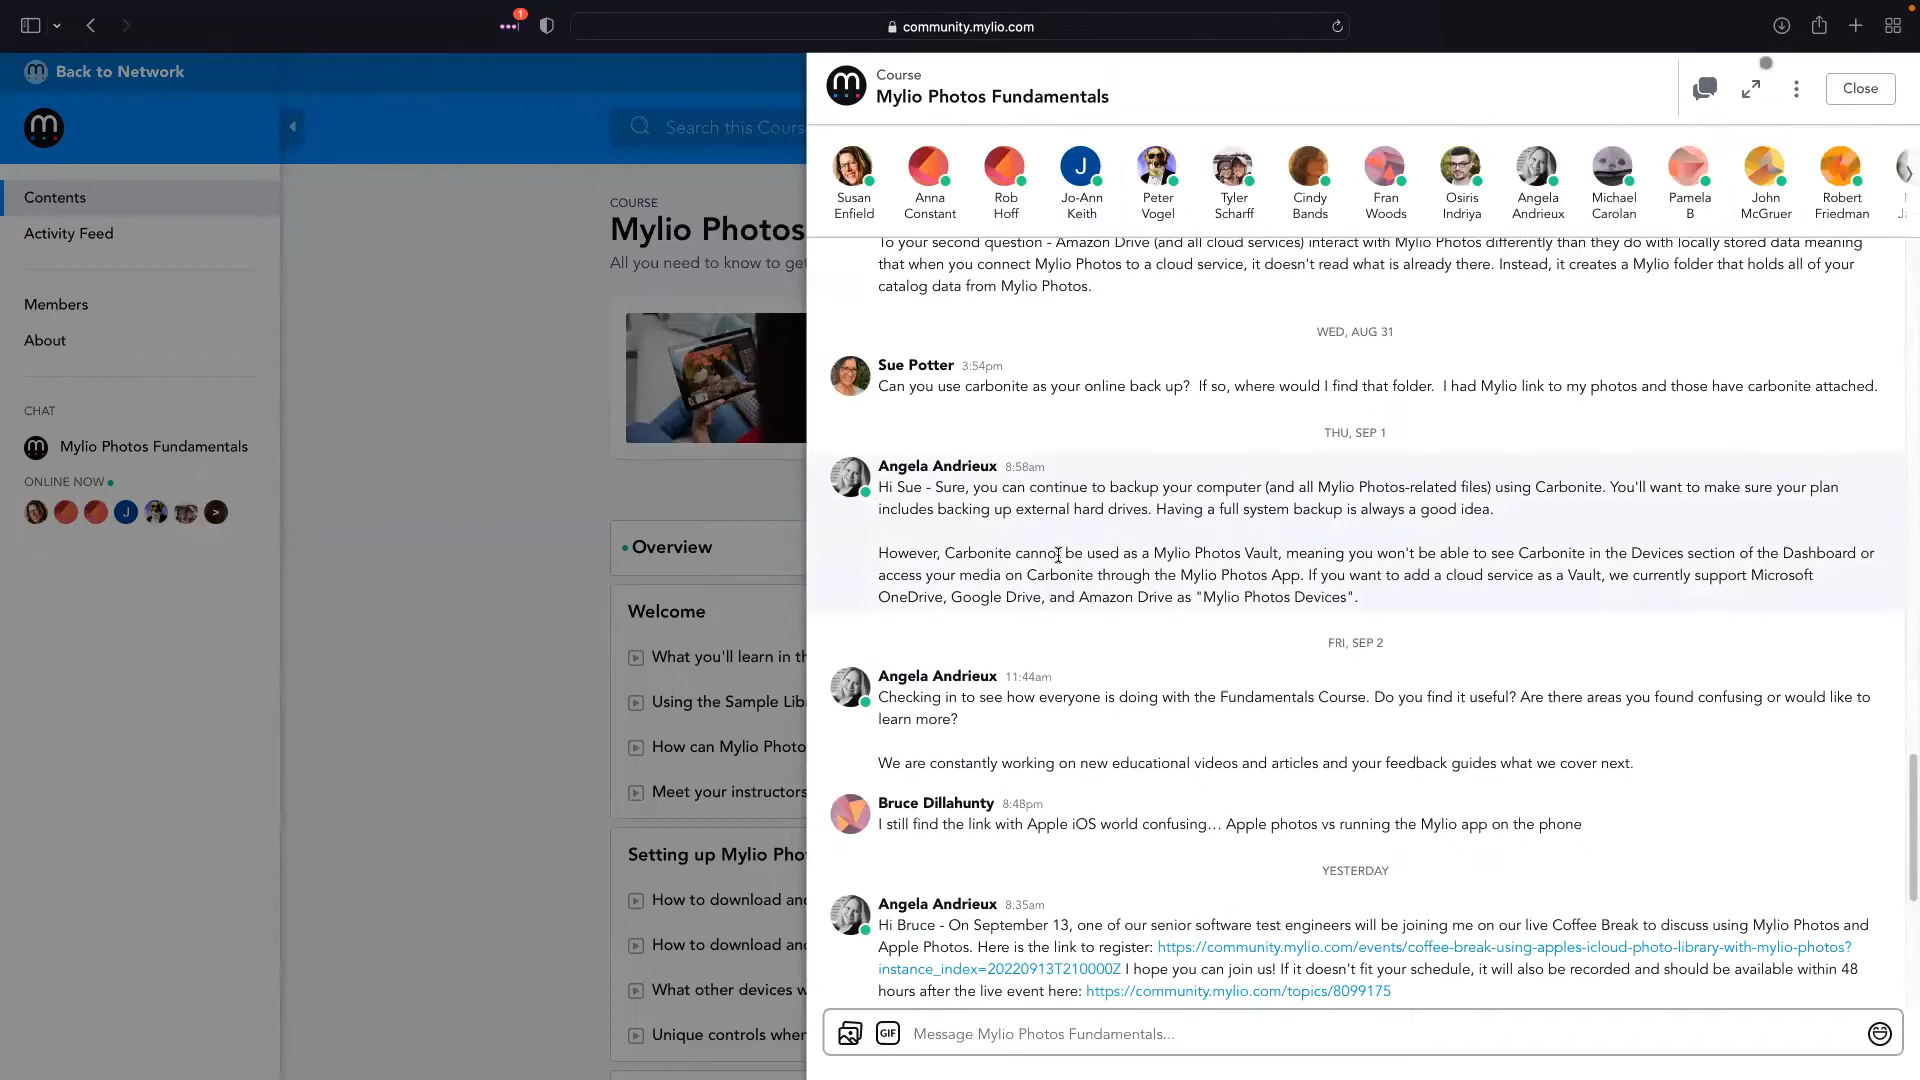 1
community.mylio.com
Back to Network
Search this Cours
Contents
Activity Feed
Members
About
CHAT
Mylio Photos Fundamentals
ONLINE NOW
J
>
COURSE
Mylio Photos
All you need to know to get
Overview
Welcome
What you'll learn in th
Using the Sample Lib
How can Mylio Photo
Meet your instructors
Setting up Mylio Pho
How to download and
How to download and
What other devices w
Unique controls when
Course
Mylio Photos Fundamentals
Close
J
Susan Enfield
Anna Constant
Rob Hoff
Jo-Ann Keith
Peter Vogel
Tyler Scharff
Cindy Bands
Fran Woods
Osiris Indriya
Angela Andrieux
Michael Carolan
Pamela B
John McGruer
Robert Friedman
To your second question - Amazon Drive (and all cloud services) interact with Mylio Photos differently than they do with locally stored data meaning
that when you connect Mylio Photos to a cloud service, it doesn't read what is already there. Instead, it creates a Mylio folder that holds all of your
catalog data from Mylio Photos.
WED, AUG 31
Sue Potter 3:54pm
Can you use carbonite as your online back up? If so, where would I find that folder. I had Mylio link to my photos and those have carbonite attached.
THU, SEP 1
Angela Andrieux 8:58am
Hi Sue - Sure, you can continue to backup your computer (and all Mylio Photos-related files) using Carbonite. You'll want to make sure your plan
includes backing up external hard drives. Having a full system backup is always a good idea.
However, Carbonite cannot be used as a Mylio Photos Vault, meaning you won't be able to see Carbonite in the Devices section of the Dashboard or
access your media on Carbonite through the Mylio Photos App. If you want to add a cloud service as a Vault, we currently support Microsoft
OneDrive, Google Drive, and Amazon Drive as "Mylio Photos Devices".
FRI, SEP 2
Angela Andrieux 11:44am
Checking in to see how everyone is doing with the Fundamentals Course. Do you find it useful? Are there areas you found confusing or would like to
learn more?
We are constantly working on new educational videos and articles and your feedback guides what we cover next.
Bruce Dillahunty 8:48pm
I still find the link with Apple iOS world confusing… Apple photos vs running the Mylio app on the phone
YESTERDAY
Angela Andrieux 8:35am
Hi Bruce - On September 13, one of our senior software test engineers will be joining me on our live Coffee Break to discuss using Mylio Photos and
Apple Photos. Here is the link to register: https://community.mylio.com/events/coffee-break-using-apples-icloud-photo-library-with-mylio-photos?
instance_index=20220913T210000Z I hope you can join us! If it doesn't fit your schedule, it will also be recorded and should be available within 48
hours after the live event here: https://community.mylio.com/topics/8099175
GIF
Message Mylio Photos Fundamentals...